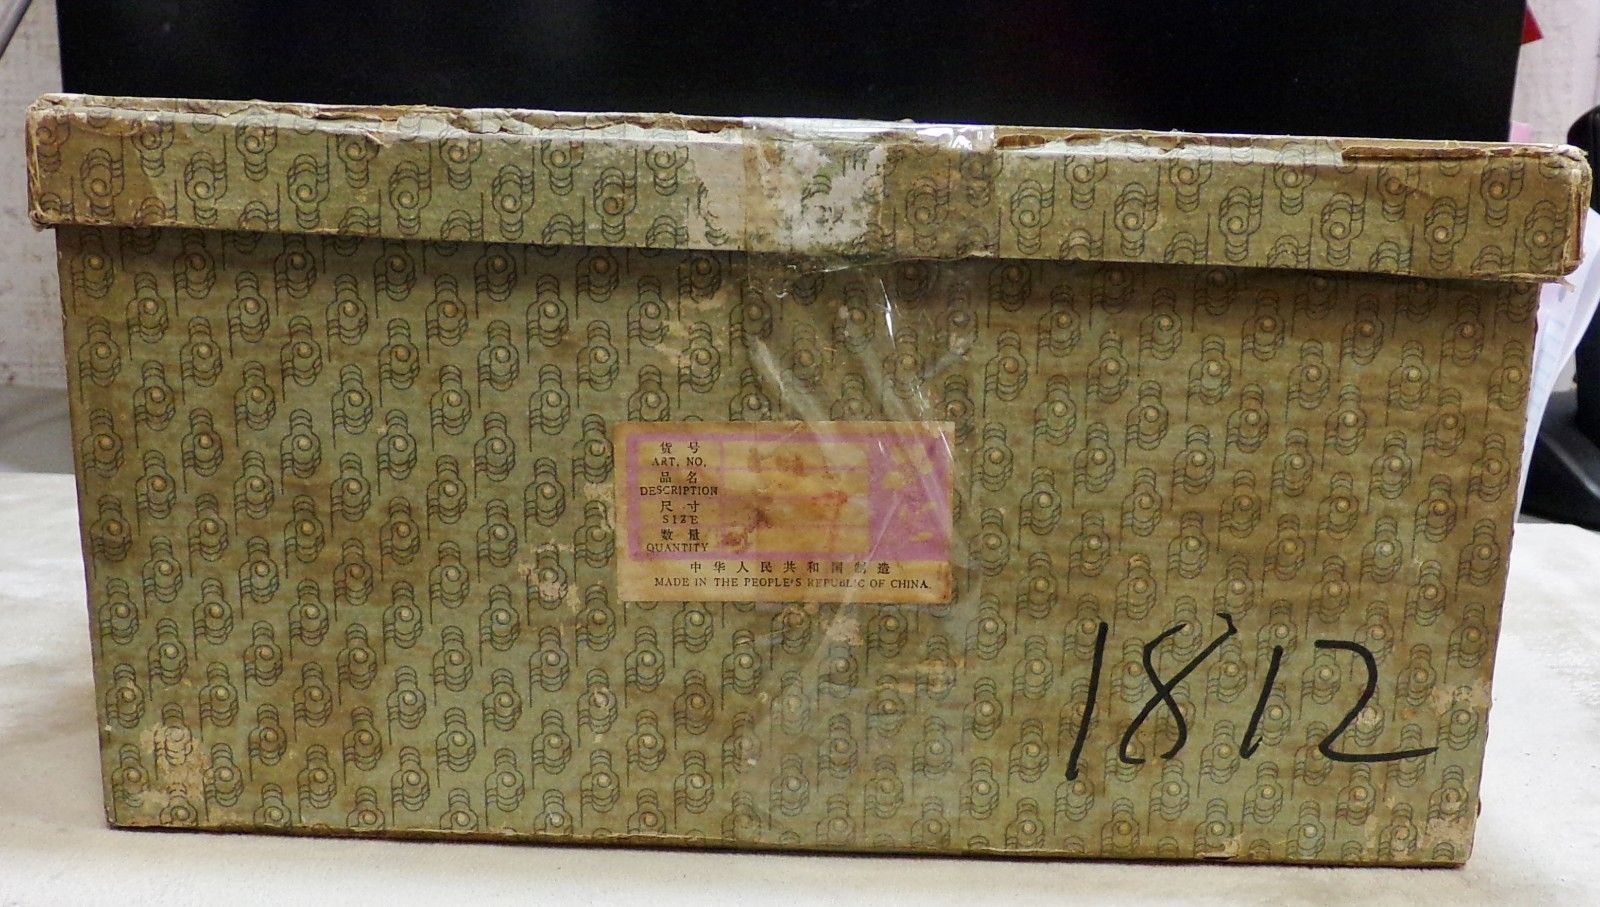 货号
ART. NO.
品名
DESCRIPTION
尺寸
SIZE
数量
QUANTITY
中华人民共和国制造
MADE IN THE PEOPLE'S REPUBLIC OF CHINA.
1812